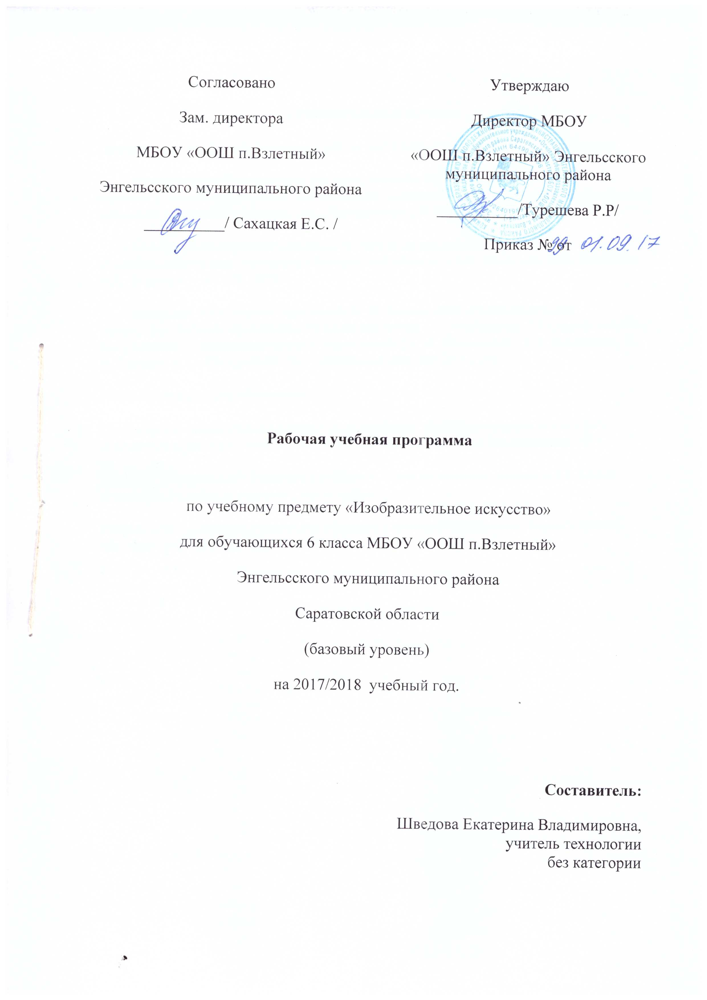 Согласовано
Зам. директора
МБОУ «ООШ п.Взлетный»
Энгельсского муниципального района
__________/ Сахацкая Е.С. /
Утверждаю
Директор МБОУ
«ООШ п.Взлетный» Энгельсского
муниципального района
__________/Турешева Р.Р/
Приказ № 99 от 01.09.17
Рабочая учебная программа
по учебному предмету «Изобразительное искусство»
для обучающихся 6 класса МБОУ «ООШ п.Взлетный»
Энгельсского муниципального района
Саратовской области
(базовый уровень)
на 2017/2018 учебный год.
Составитель:
Шведова Екатерина Владимировна,
учитель технологии
без категории